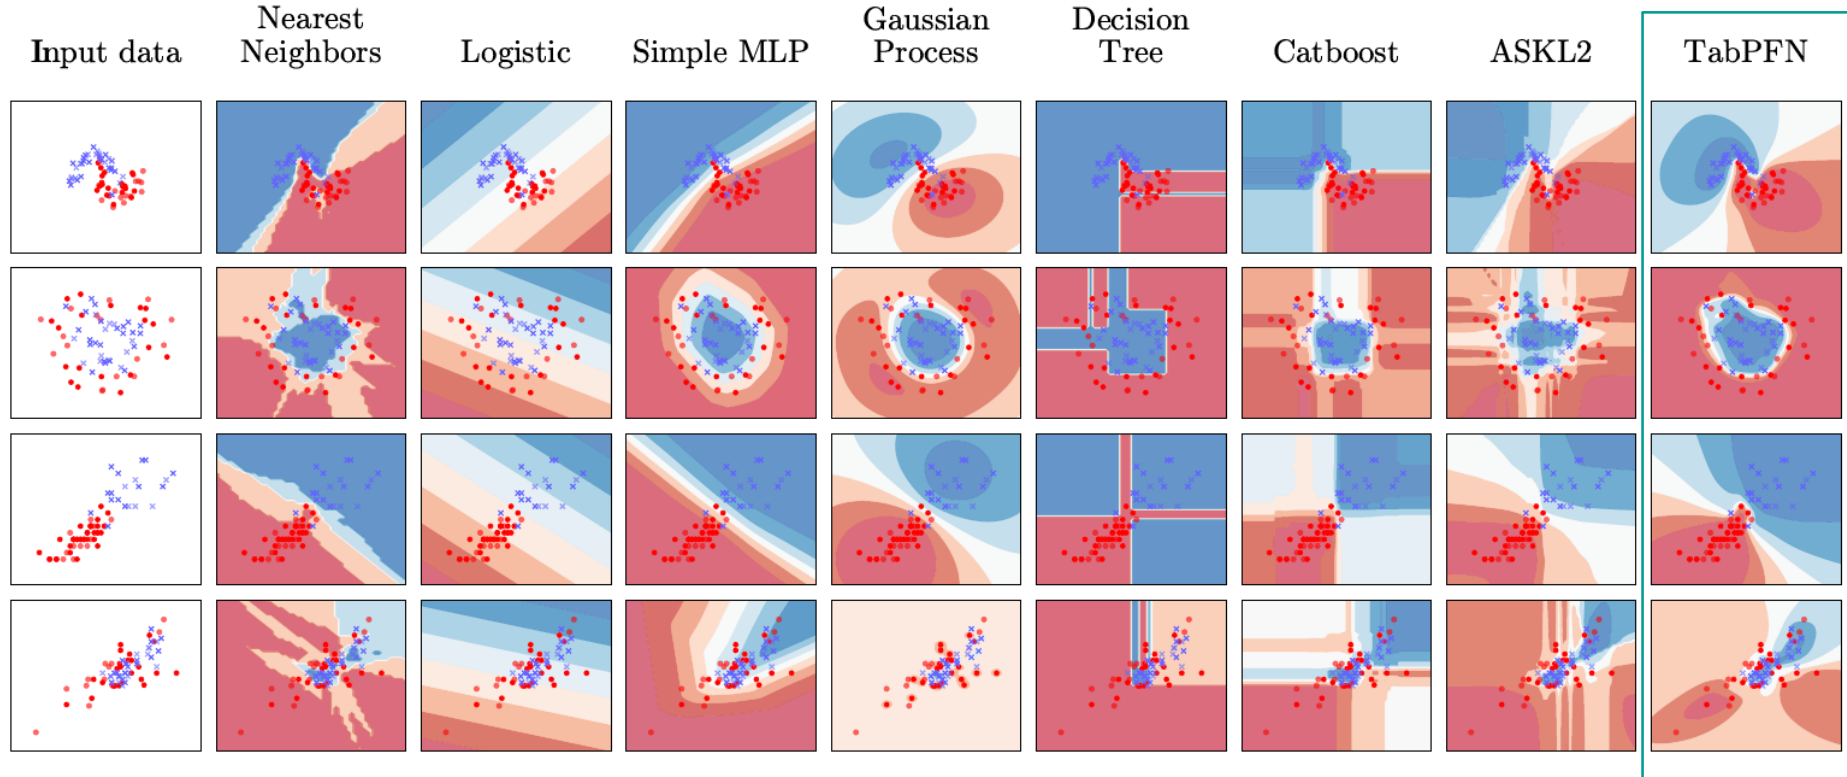 Input data
Nearest
Neighbors
Logistic
Simple MLP
Gaussian
Process
Decision
Tree
Catboost
ASKL2
TabPFN